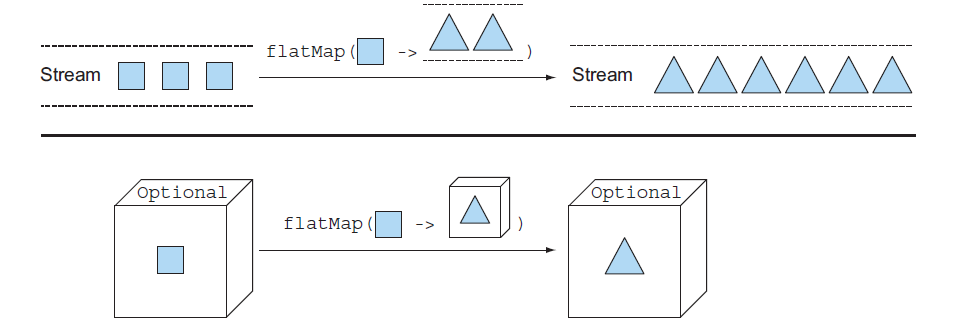 flatMap( -> )
Stream
Stream
Optional
Optional
flatMap( -> )